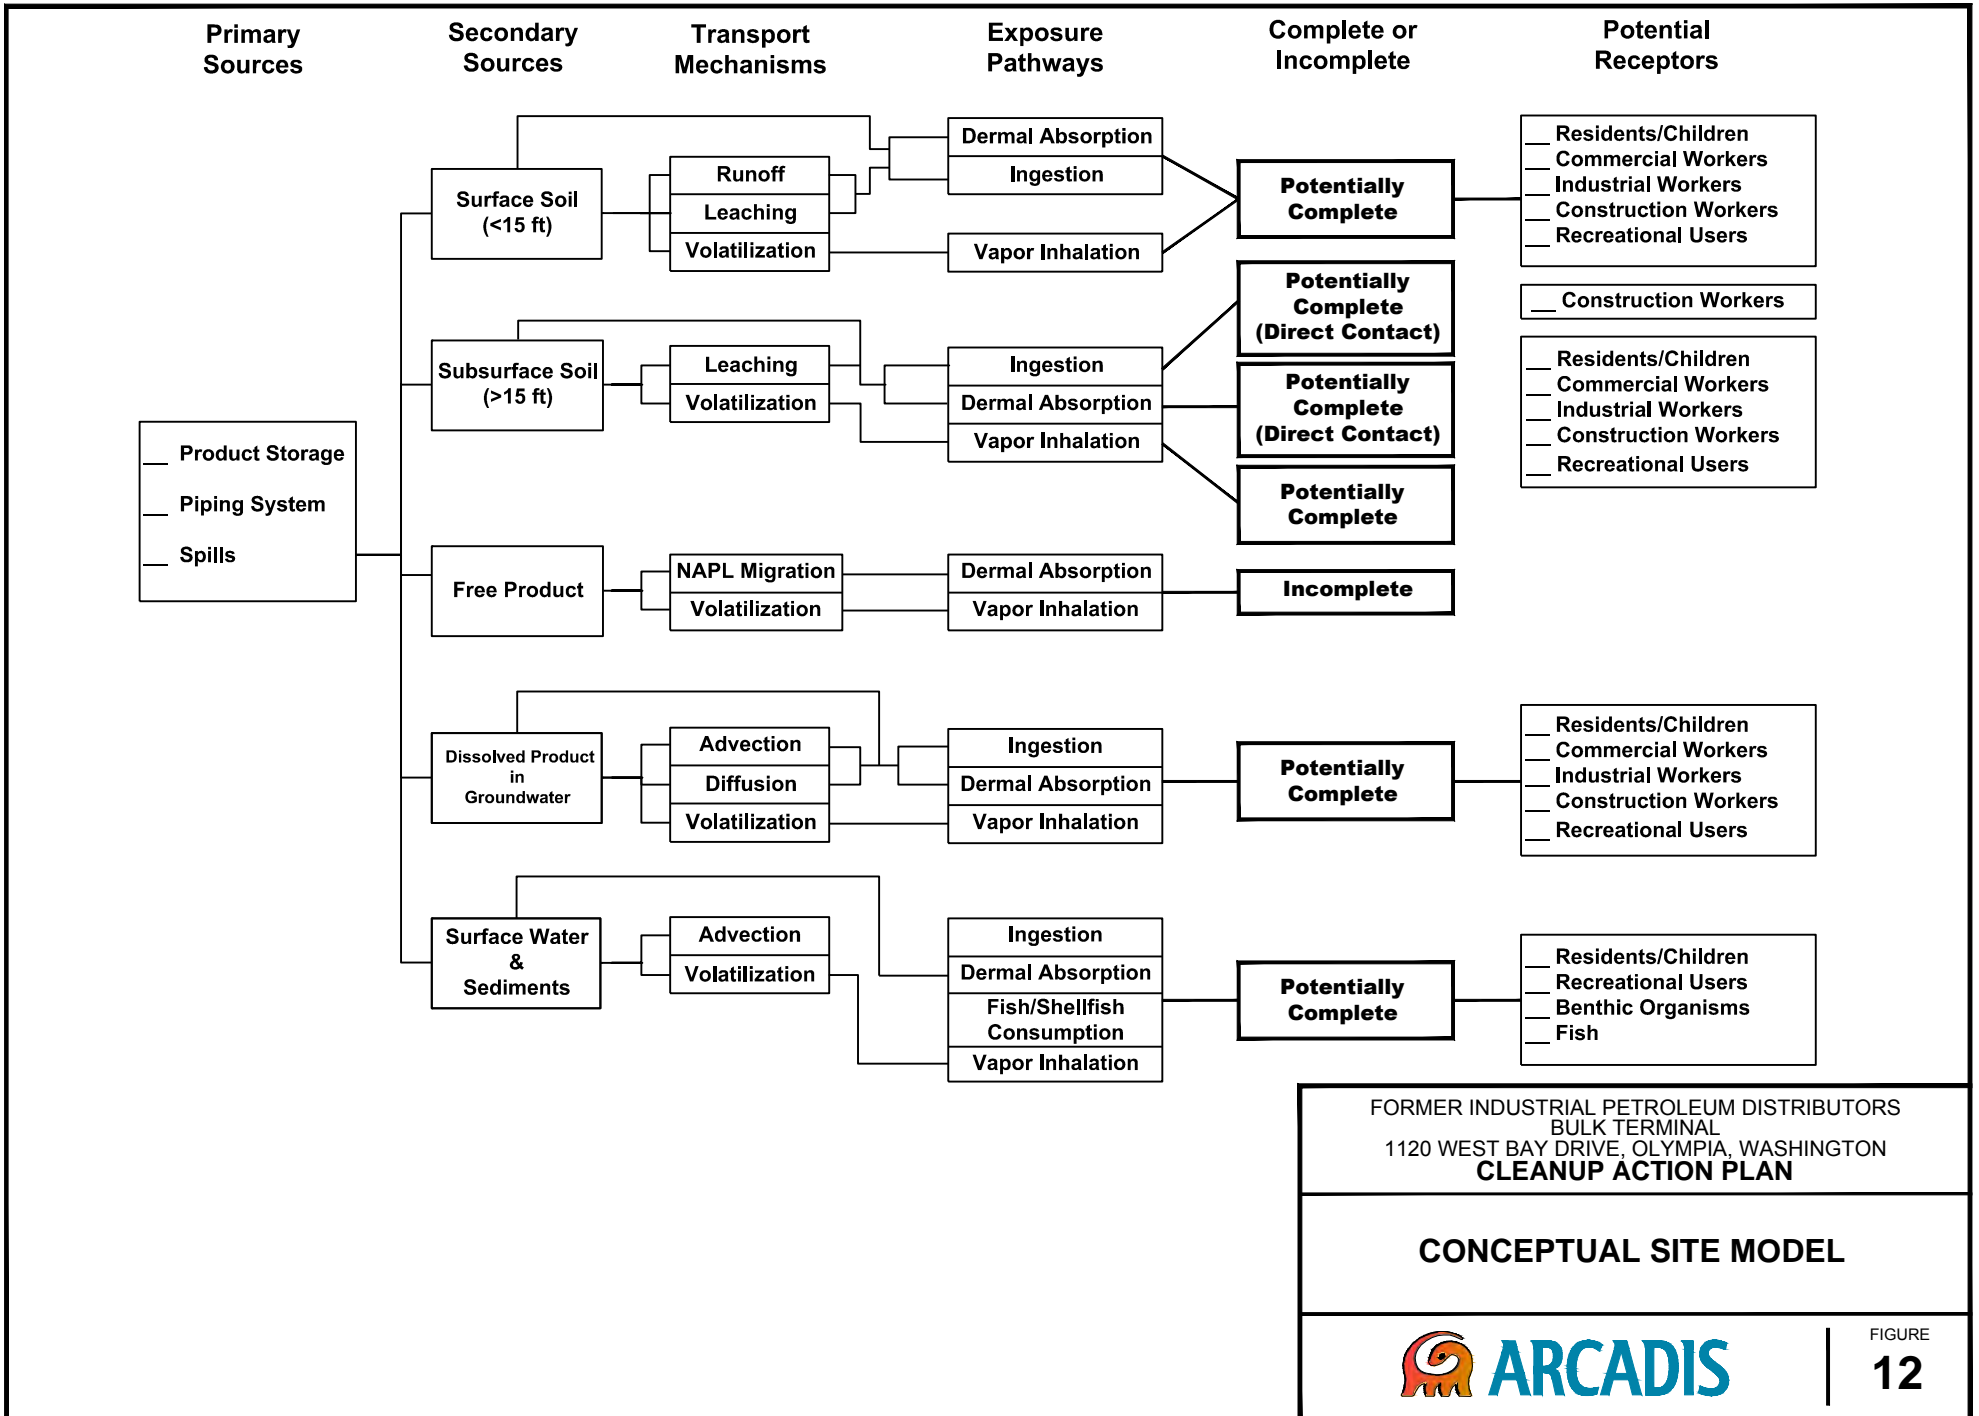 Primary
Sources
Secondary
Sources
Transport
Mechanisms
Exposure
Pathways
Complete or
Incomplete
Potential
Receptors
Product Storage
Piping System
Spills
Surface Soil
(<15 ft)
Runoff
Leaching
Volatilization
Dermal Absorption
Ingestion
Vapor Inhalation
Potentially
Complete
Residents/Children
Commercial Workers
Industrial Workers
Construction Workers
Recreational Users
Subsurface Soil
(>15 ft)
Leaching
Volatilization
Ingestion
Dermal Absorption
Vapor Inhalation
Potentially
Complete
(Direct Contact)
Potentially
Complete
(Direct Contact)
Potentially
Complete
Construction Workers
Residents/Children
Commercial Workers
Industrial Workers
Construction Workers
Recreational Users
Free Product
NAPL Migration
Volatilization
Dermal Absorption
Vapor Inhalation
Incomplete
Dissolved Product
in
Groundwater
Advection
Diffusion
Volatilization
Ingestion
Dermal Absorption
Vapor Inhalation
Potentially
Complete
Residents/Children
Commercial Workers
Industrial Workers
Construction Workers
Recreational Users
Surface Water
&
Sediments
Advection
Volatilization
Ingestion
Dermal Absorption
Fish/Shellfish
Consumption
Vapor Inhalation
Potentially
Complete
Residents/Children
Recreational Users
Benthic Organisms
Fish
FORMER INDUSTRIAL PETROLEUM DISTRIBUTORS
BULK TERMINAL
1120 WEST BAY DRIVE, OLYMPIA, WASHINGTON
CLEANUP ACTION PLAN
CONCEPTUAL SITE MODEL
ARCADIS
FIGURE
12